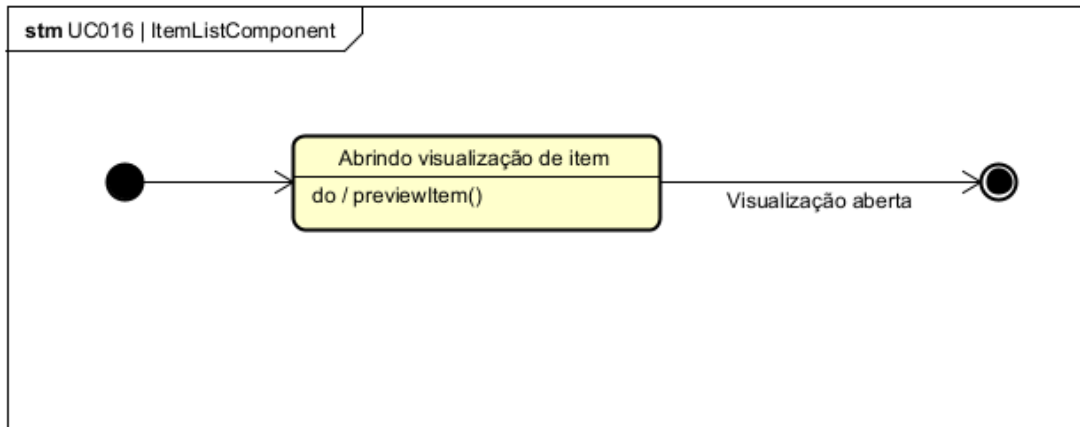 stm UC016 | ItemListComponent
Abrindo visualização de item
do / previewItem()
Visualização aberta